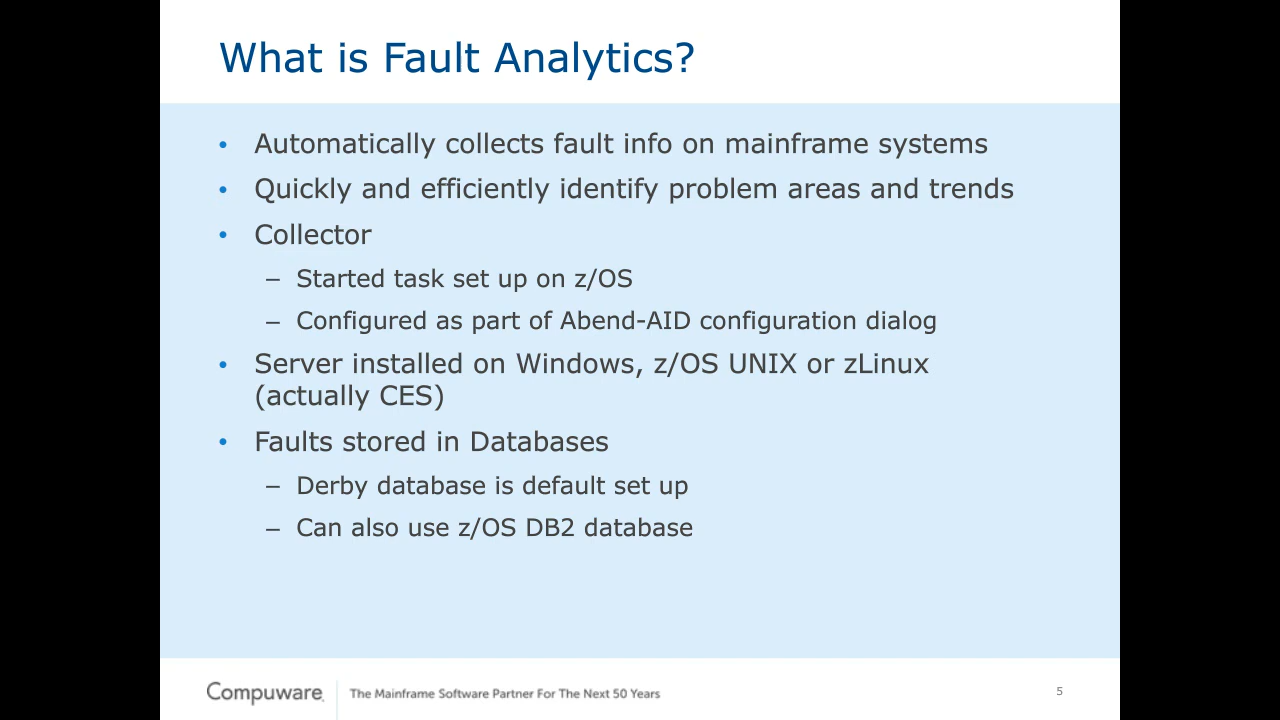 What is Fault Analytics?
• Automatically collects fault info on mainframe systems
• Quickly and efficiently identify problem areas and trends
• Collector
– Started task set up on z/OS
– Configured as part of Abend-AID configuration dialog
• Server installed on Windows, z/OS UNIX or zLinux
(actually CES)
• Faults stored in Databases
– Derby database is default set up
– Can also use z/OS DB2 database
Compuware.
The Mainframe Software Partner For The Next 50 Years
5